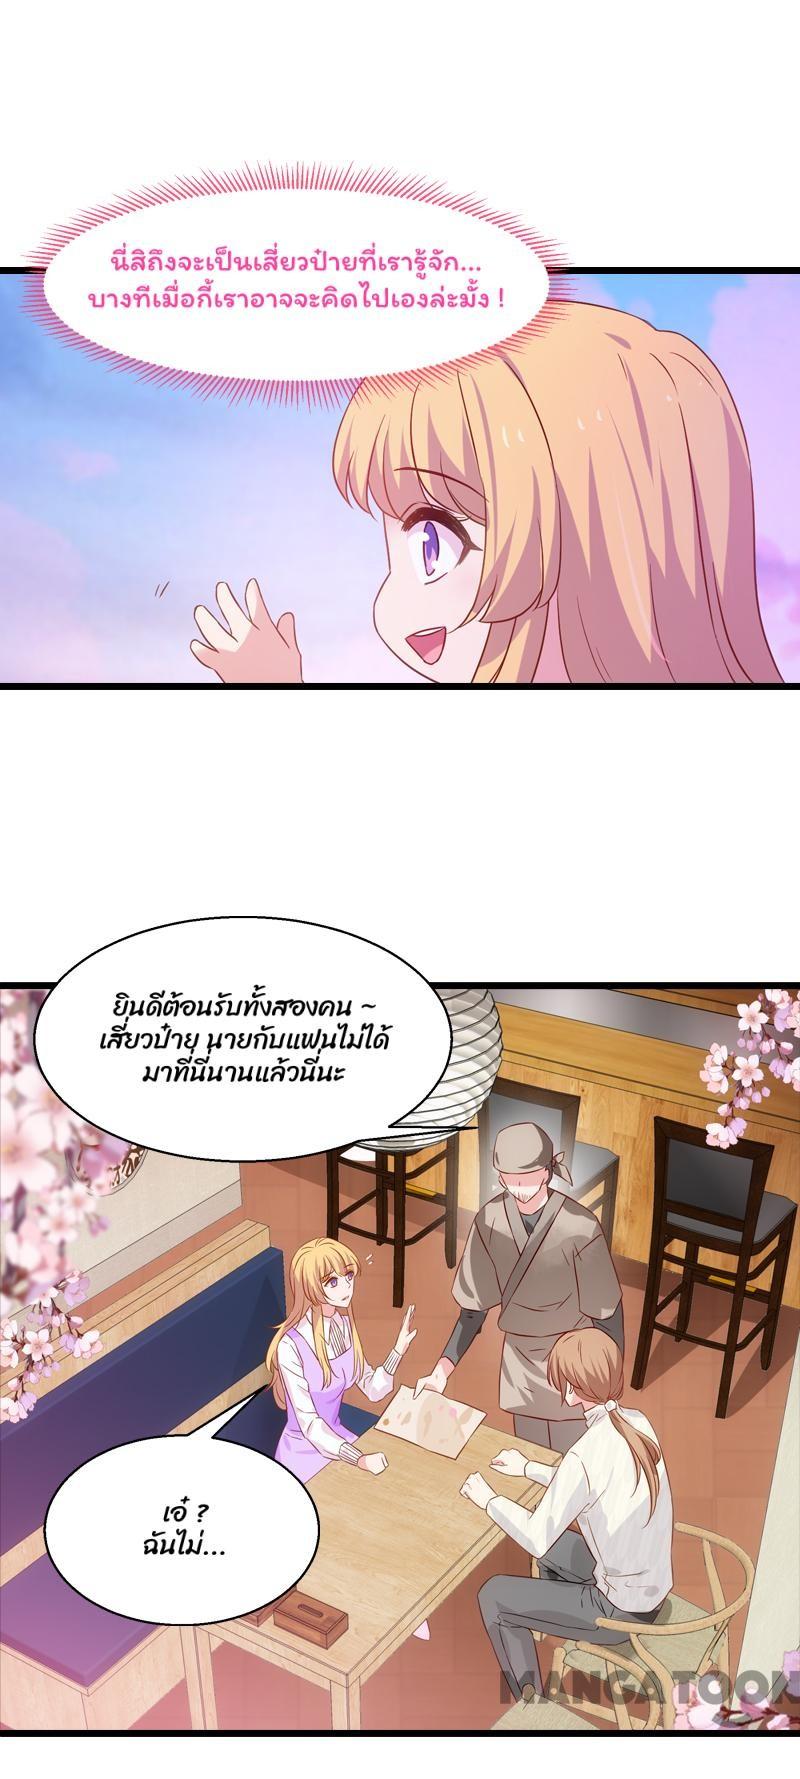 นี่สิถึงจะเป็นเสี่ยวป๋ายที่เรารู้จัก...
บางทีเมื่อกี้เราอาจจะคิดไปเองล่ะมั้ง !
ยินดีต้อนรับทั้งสองคน ~
เสี่ยวป๋าย นายกับแฟนไม่ได้
มาที่นี่นานแล้วนี่นะ
เอ๋ ?
ฉันไม่...
MANGATOON